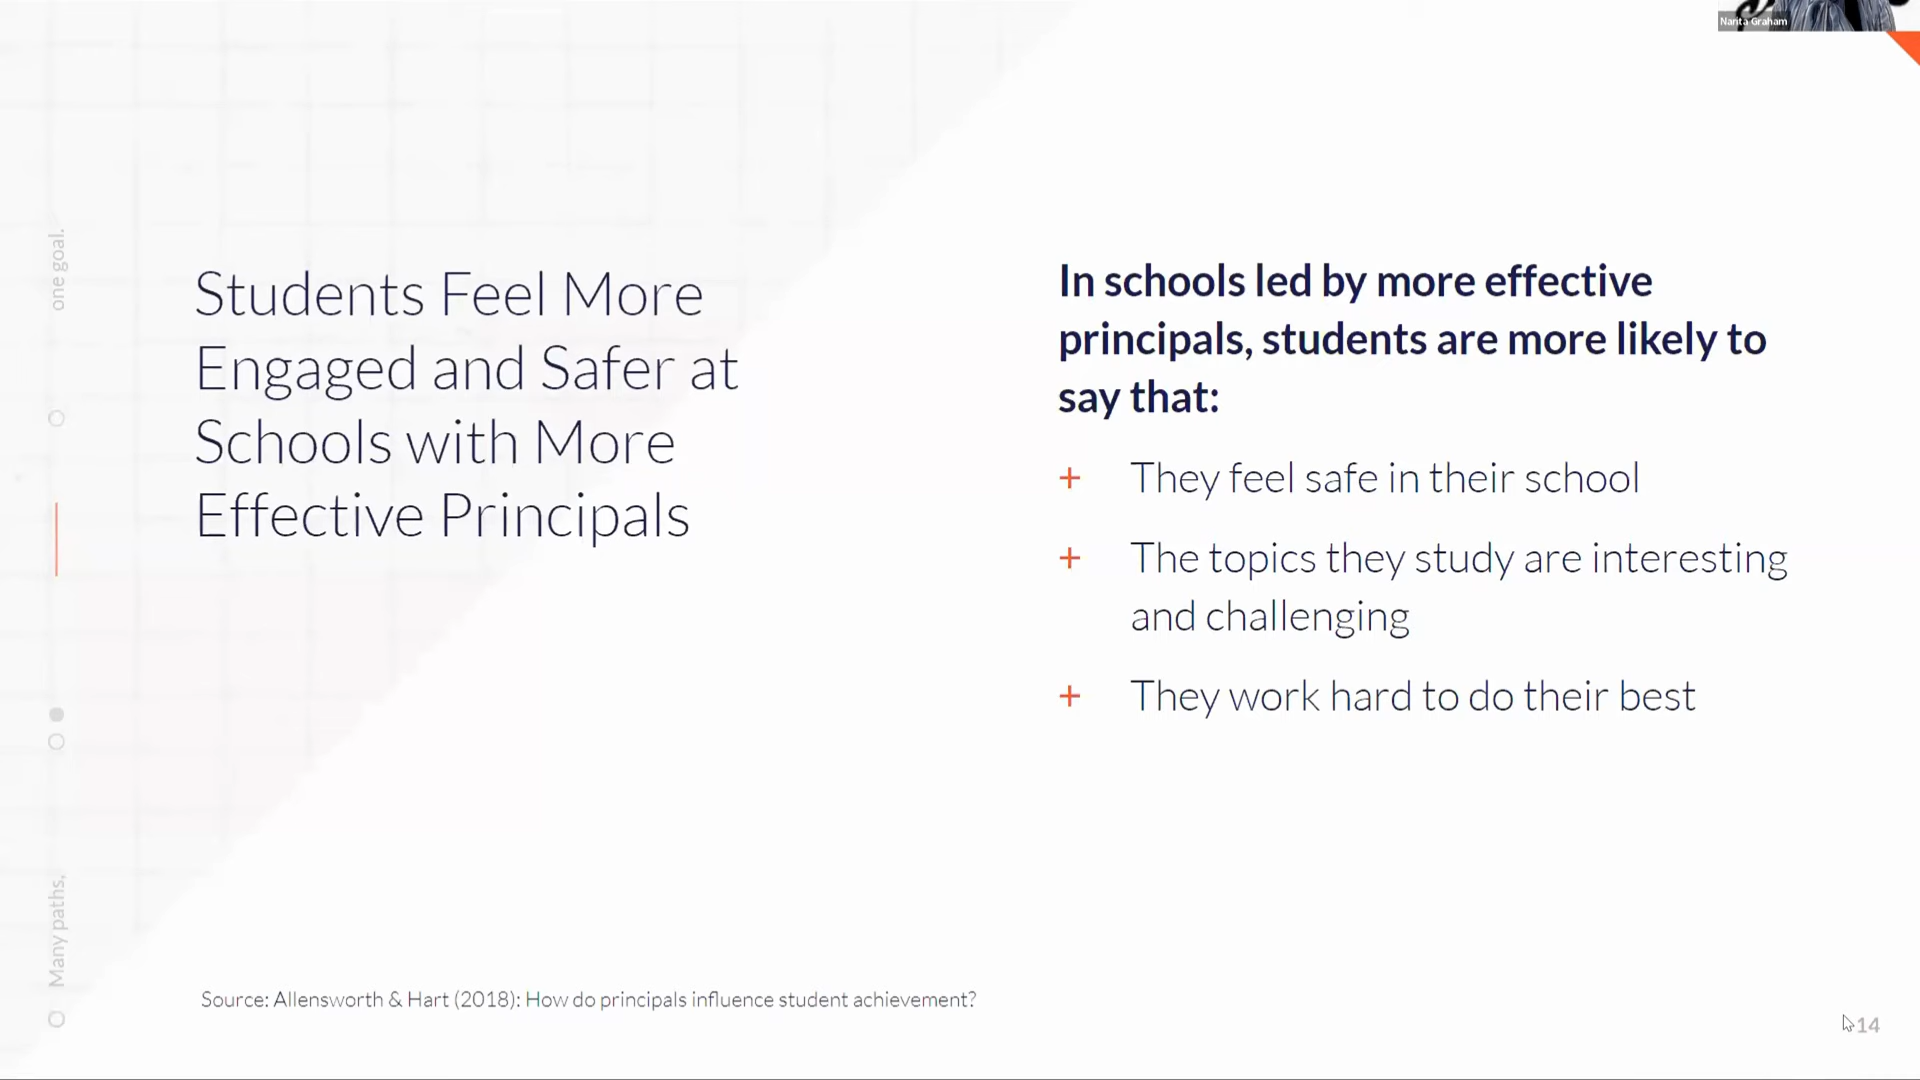 Narita Graham
one goal.
Many paths.
Students Feel More
Engaged and Safer at
Schools with More
Effective Principals
In schools led by more effective
principals, students are more likely to
say that:
+ They feel safe in their school
+ The topics they study are interesting
and challenging
+ They work hard to do their best
Source: Allensworth & Hart (2018): How do principals influence student achievement?
14